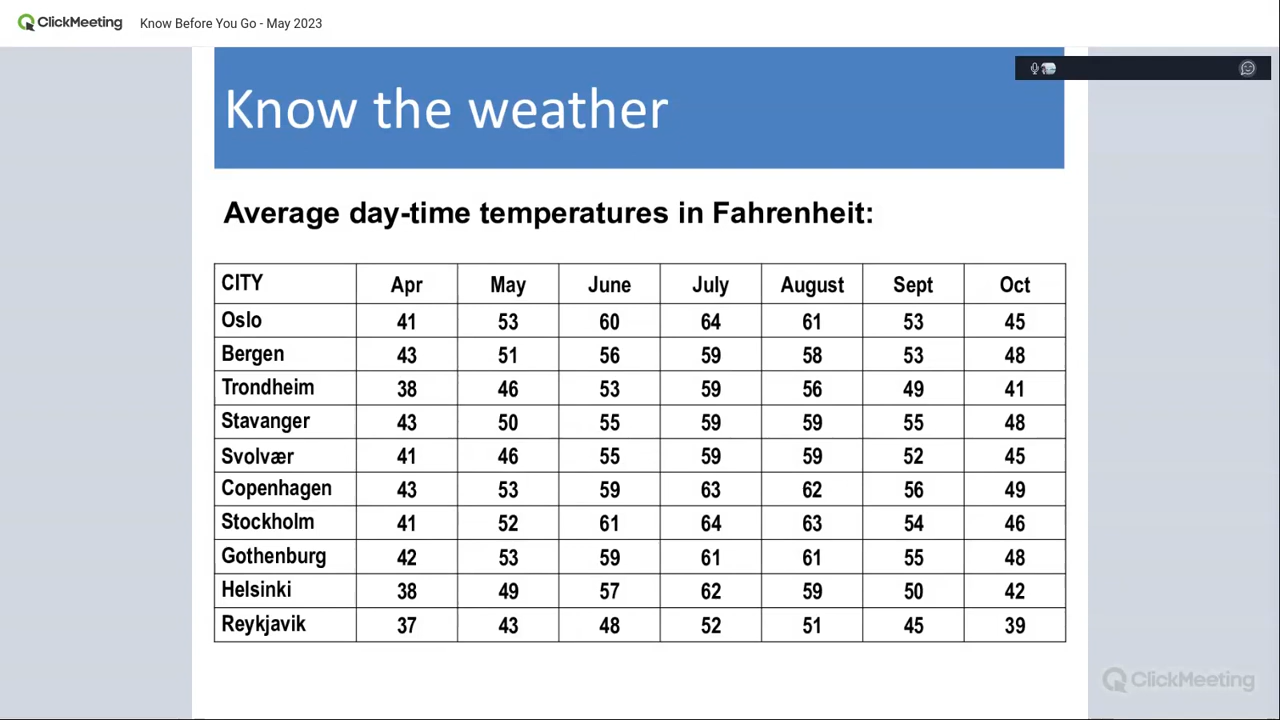 ClickMeeting Know Before You Go - May 2023
Know the weather
Average day-time temperatures in Fahrenheit:
CITY Apr May June July August Sept Oct
Oslo 41 53 60 64 61 53 45
Bergen 43 51 56 59 58 53 48
Trondheim 38 46 53 59 56 49 41
Stavanger 43 50 55 59 59 55 48
Svolvær 41 46 55 59 59 52 45
Copenhagen 43 53 59 63 62 56 49
Stockholm 41 52 61 64 63 54 46
Gothenburg 42 53 59 61 61 55 48
Helsinki 38 49 57 62 59 50 42
Reykjavik 37 43 48 52 51 45 39
ClickMeeting